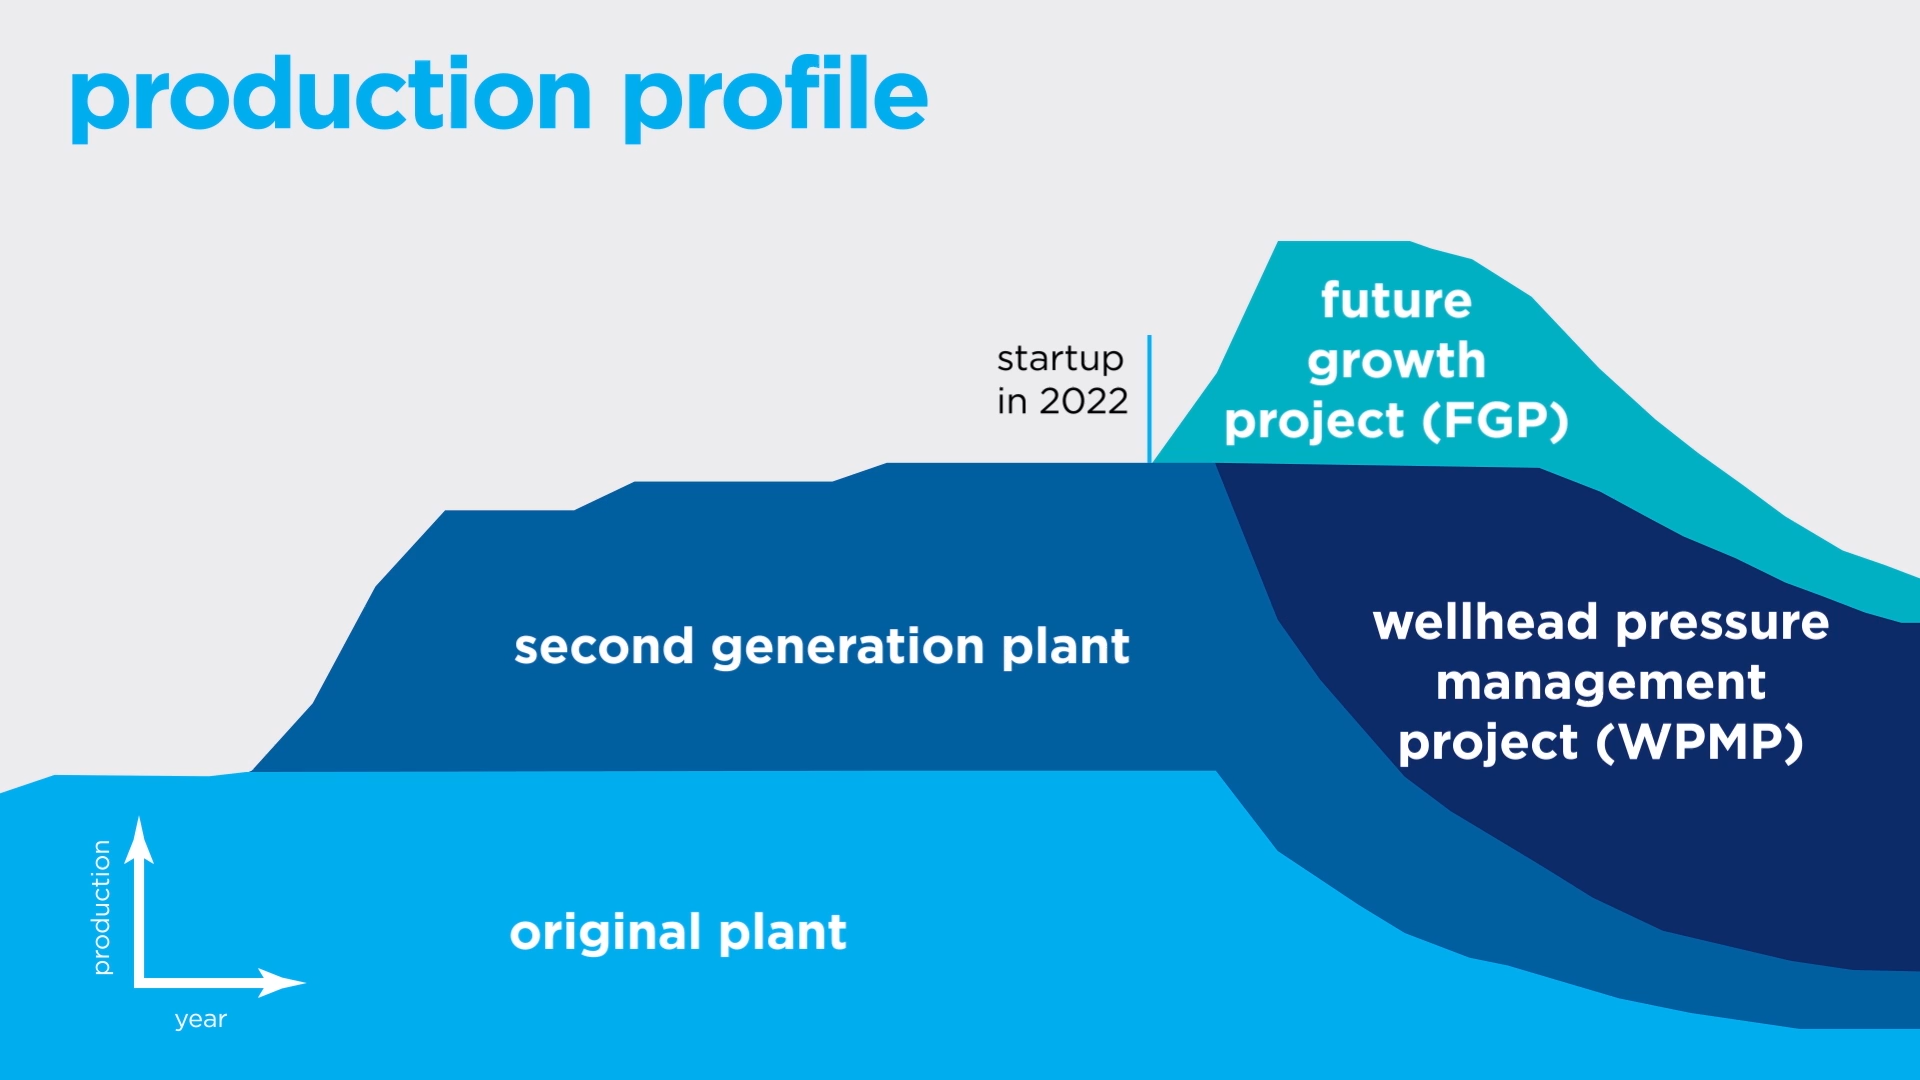 production profile
startup
in 2022
future
growth
project (FGP)
second generation plant
wellhead pressure
management
project (WPMP)
original plant
production
year